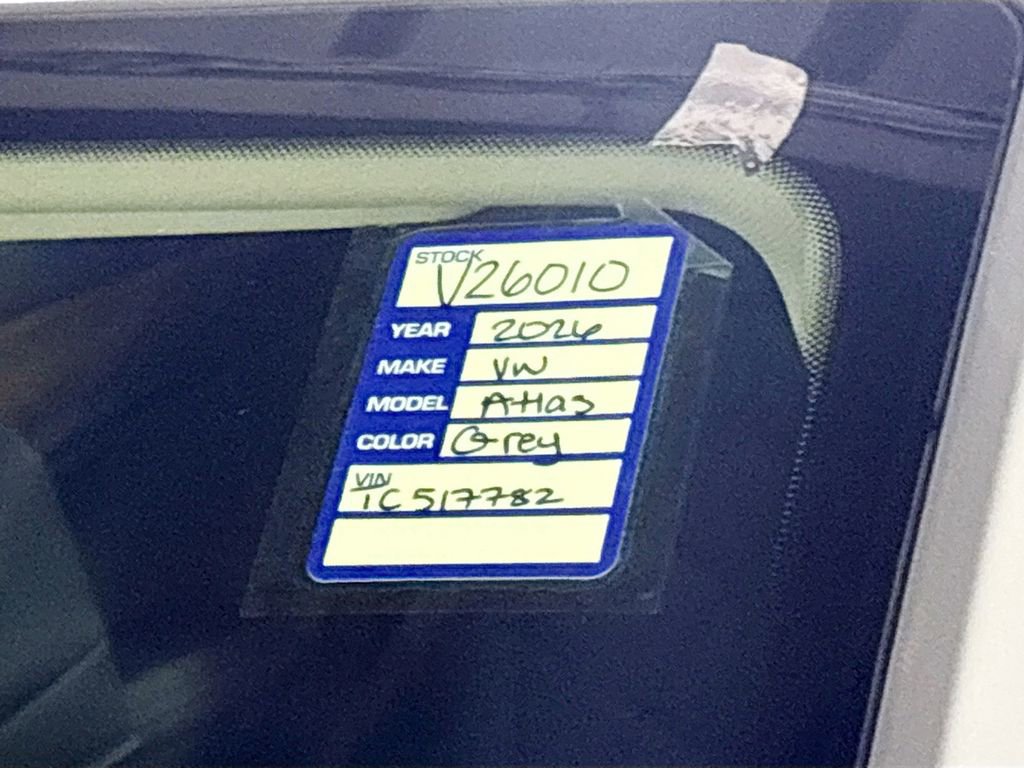 STOCK
V26010
YEAR 2026
MAKE VW
MODEL Atlas
COLOR Grey
VIN
1C517782